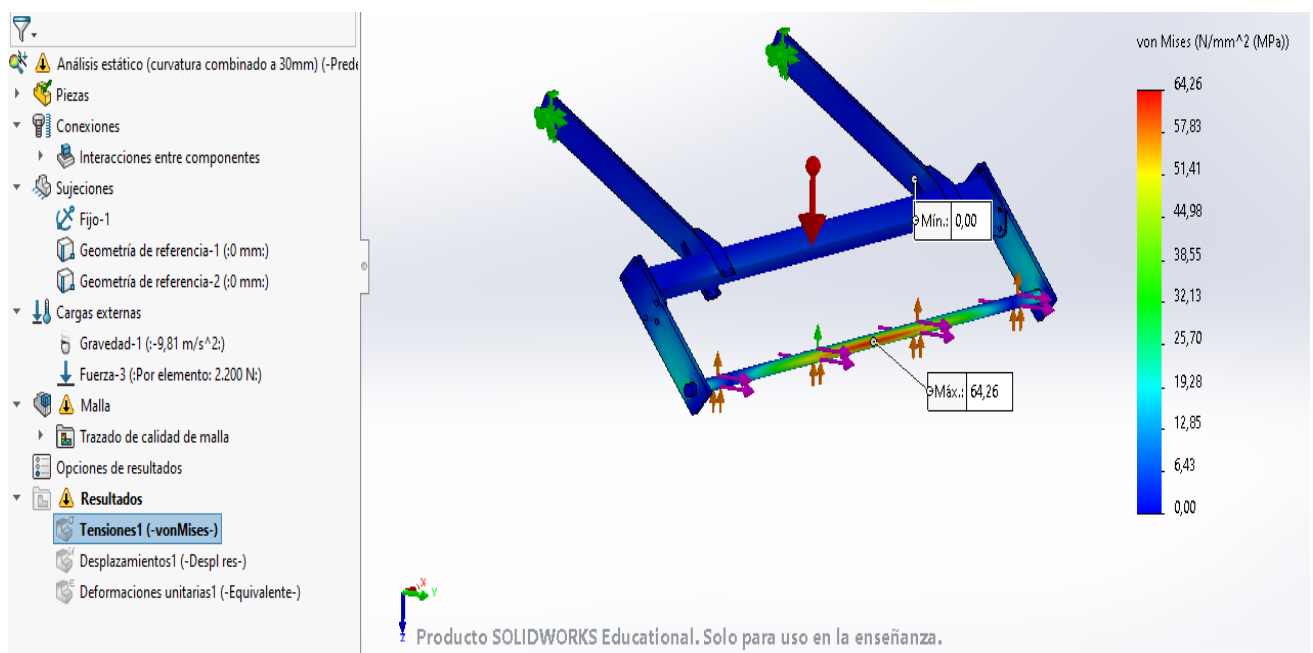 Análisis estático (curvatura combinado a 30mm) (-Prede
Piezas
Conexiones
Interacciones entre componentes
Sujeciones
Fijo-1
Geometría de referencia-1 (:0 mm:)
Geometría de referencia-2 (:0 mm:)
Cargas externas
Gravedad-1 (:-9,81 m/s^2:)
Fuerza-3 (:Por elemento: 2.200 N:)
Malla
Trazado de calidad de malla
Opciones de resultados
Resultados
Tensiones1 (-vonMises-)
Desplazamientos1 (-Despl res-)
Deformaciones unitarias1 (-Equivalente-)
Mín.: 0,00
Máx.: 64,26
von Mises (N/mm^2 (MPa))
64,26
57,83
51,41
44,98
38,55
32,13
25,70
19,28
12,85
6,43
0,00
X
Y
Z
Producto SOLIDWORKS Educational. Solo para uso en la enseñanza.